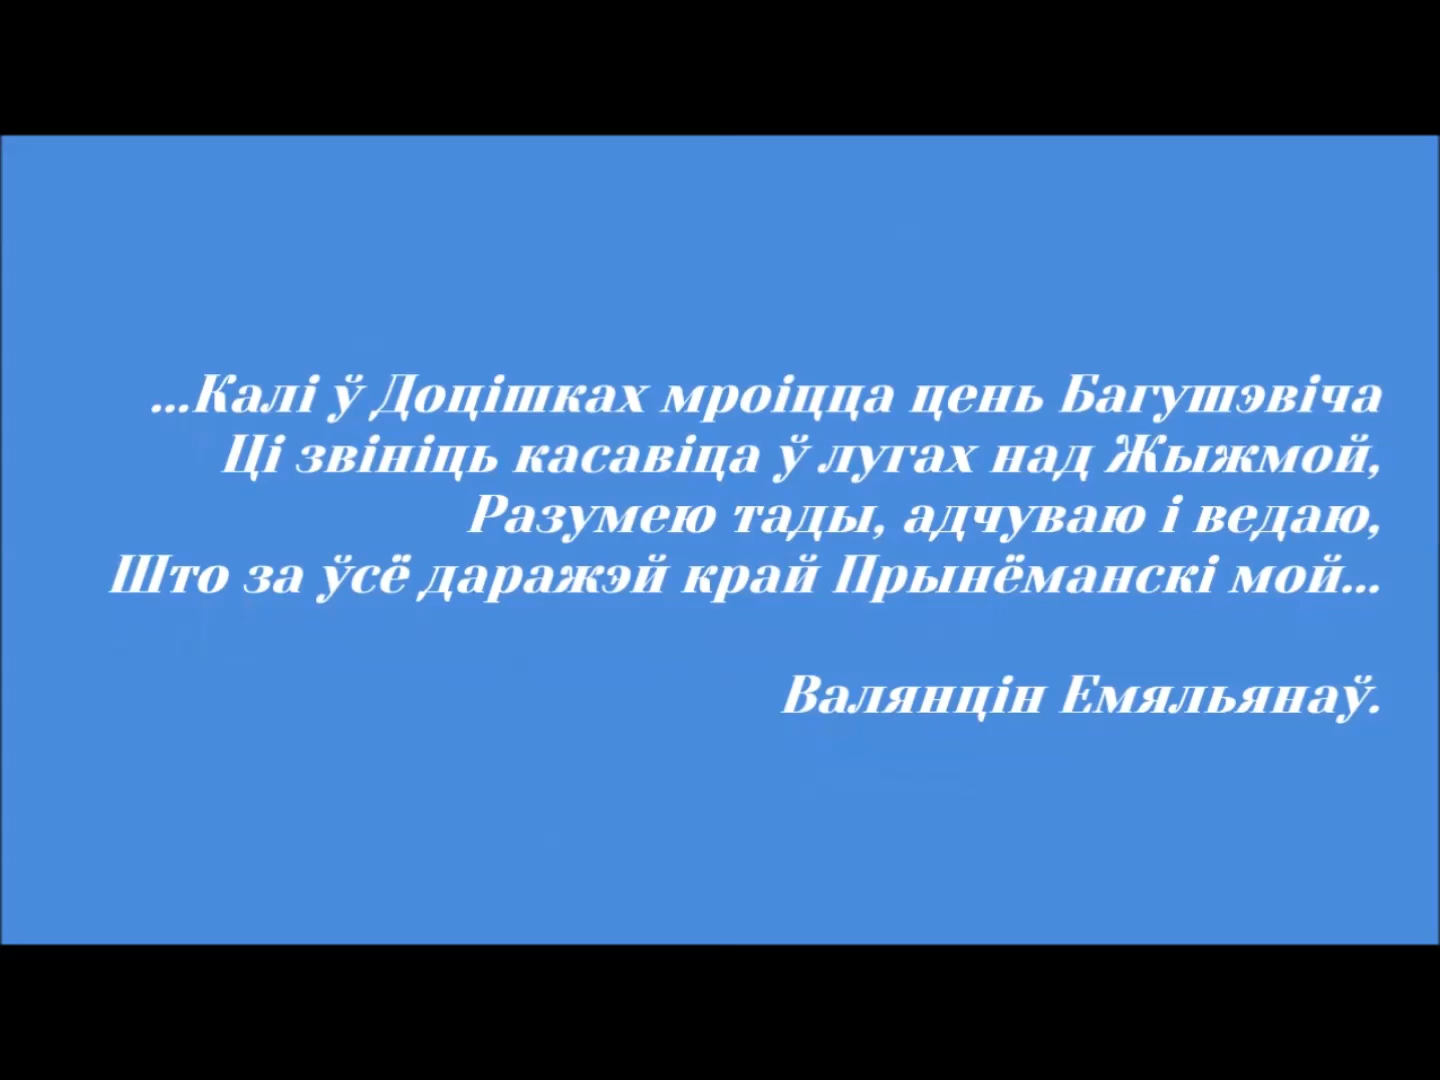 ...Калі ў Доцішках мроіцца цень Багушэвіча
Ці звініць касавіца ў лугах над Жыжмой,
Разумею тады, адчуваю і ведаю,
Што за ўсё даражэй край Прынёманскі мой...
Валянцін Емяльянаў.